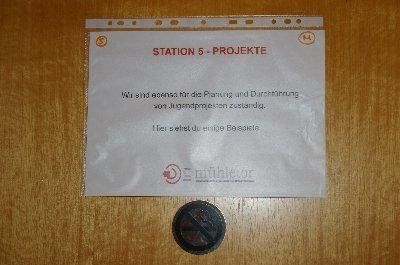 STATION 5 - PROJEKTE
Wir sind ebenso für die Planung und Durchführung
von Jugendprojekten zuständig.
Hier siehst du einige Beispiele
mühletor